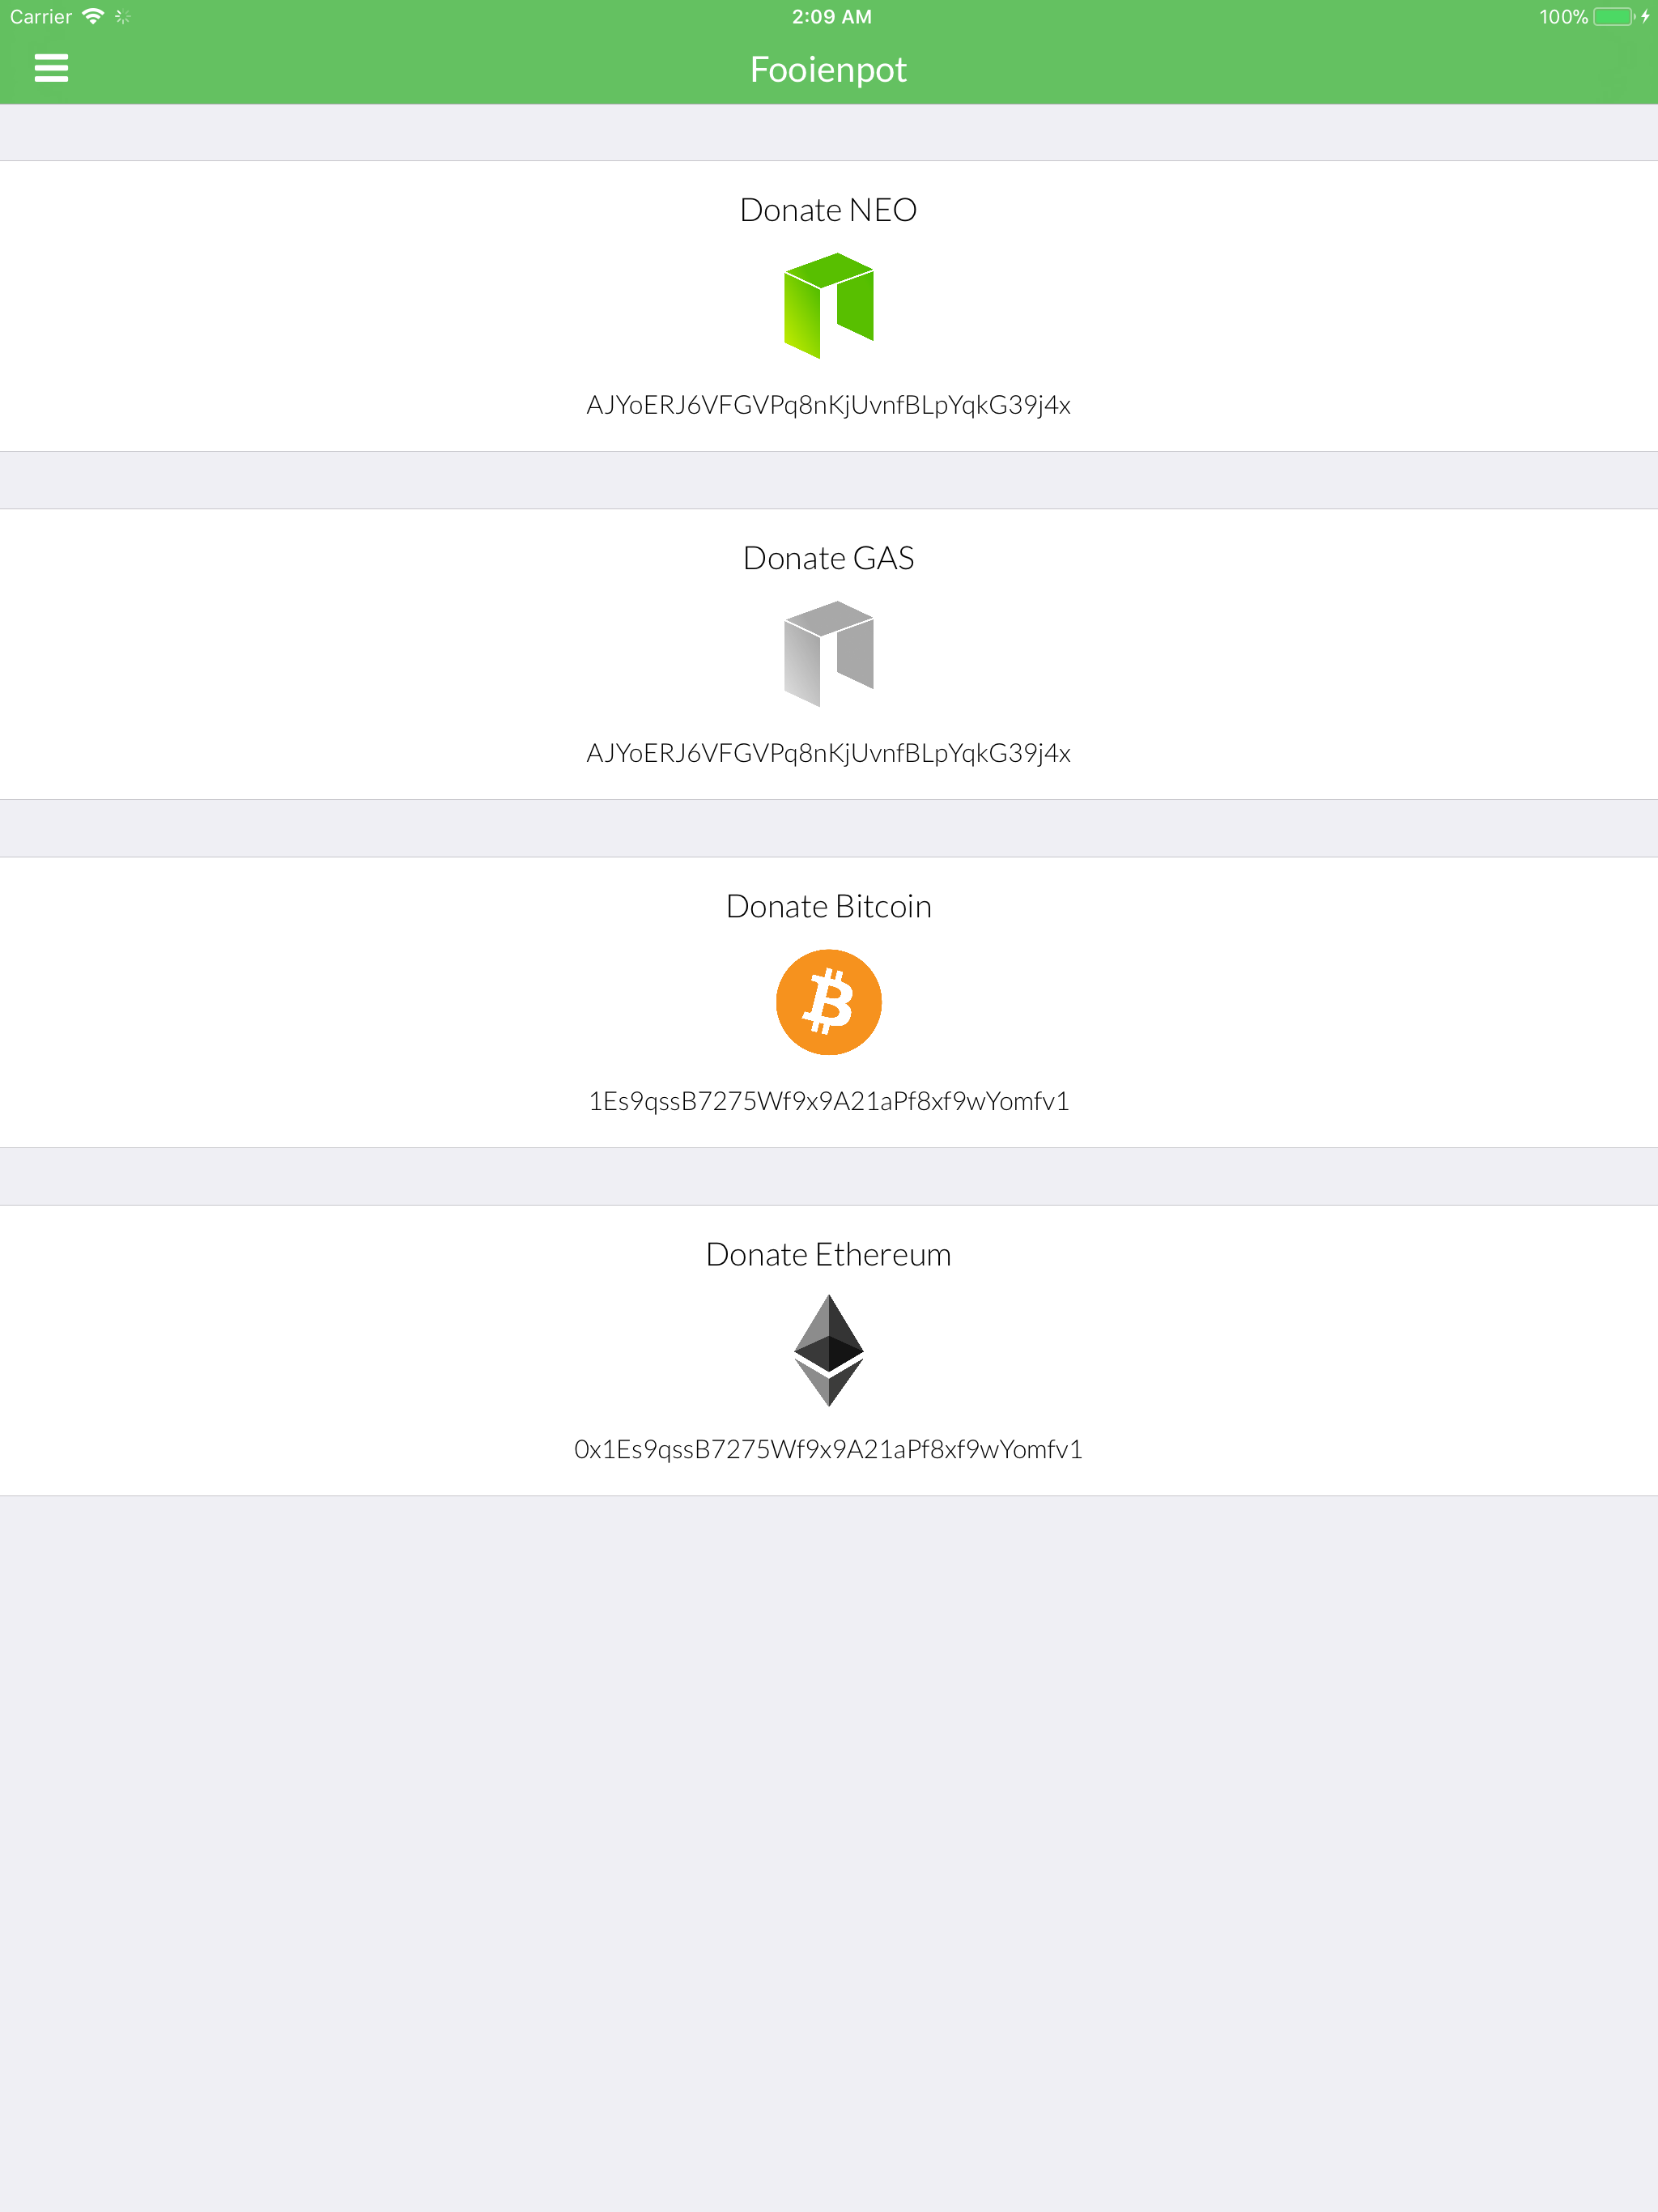 Carrier 2:09 AM 100%
Fooienpot
Donate NEO
AJYoERJ6VFGVPq8nKjUvnfBLpYqkG39j4x
Donate GAS
AJYoERJ6VFGVPq8nKjUvnfBLpYqkG39j4x
Donate Bitcoin
1Es9qssB7275Wf9x9A21aPf8xf9wYomfv1
Donate Ethereum
0x1Es9qssB7275Wf9x9A21aPf8xf9wYomfv1